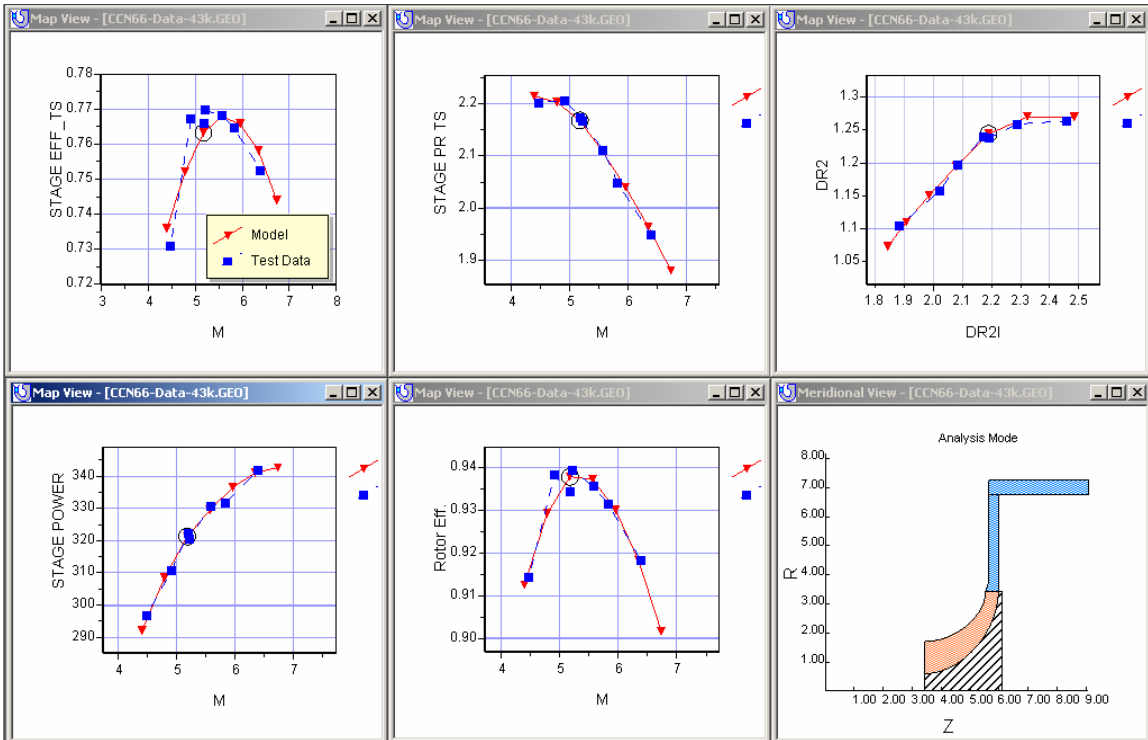 Map View - [CCN66-Data-43k.GEO]
STAGE EFF_TS
0.78
0.77
0.76
0.75
0.74
0.73
0.72
3 4 5 6 7 8
M
Model
Test Data
Map View - [CCN66-Data-43k.GEO]
STAGE PR TS
2.2
2.1
2.0
1.9
4 5 6 7
M
Map View - [CCN66-Data-43k.GEO]
DR2
1.3
1.25
1.2
1.15
1.1
1.05
1.8 1.9 2.0 2.1 2.2 2.3 2.4 2.5
DR2I
Map View - [CCN66-Data-43k.GEO]
STAGE POWER
340
330
320
310
300
290
4 5 6 7
M
Map View - [CCN66-Data-43k.GEO]
Rotor Eff.
0.94
0.93
0.92
0.91
0.90
4 5 6 7
M
Meridional View - [CCN66-Data-43k.GEO]
Analysis Mode
R
8.00
7.00
6.00
5.00
4.00
3.00
2.00
1.00
1.00 2.00 3.00 4.00 5.00 6.00 7.00 8.00 9.00
Z